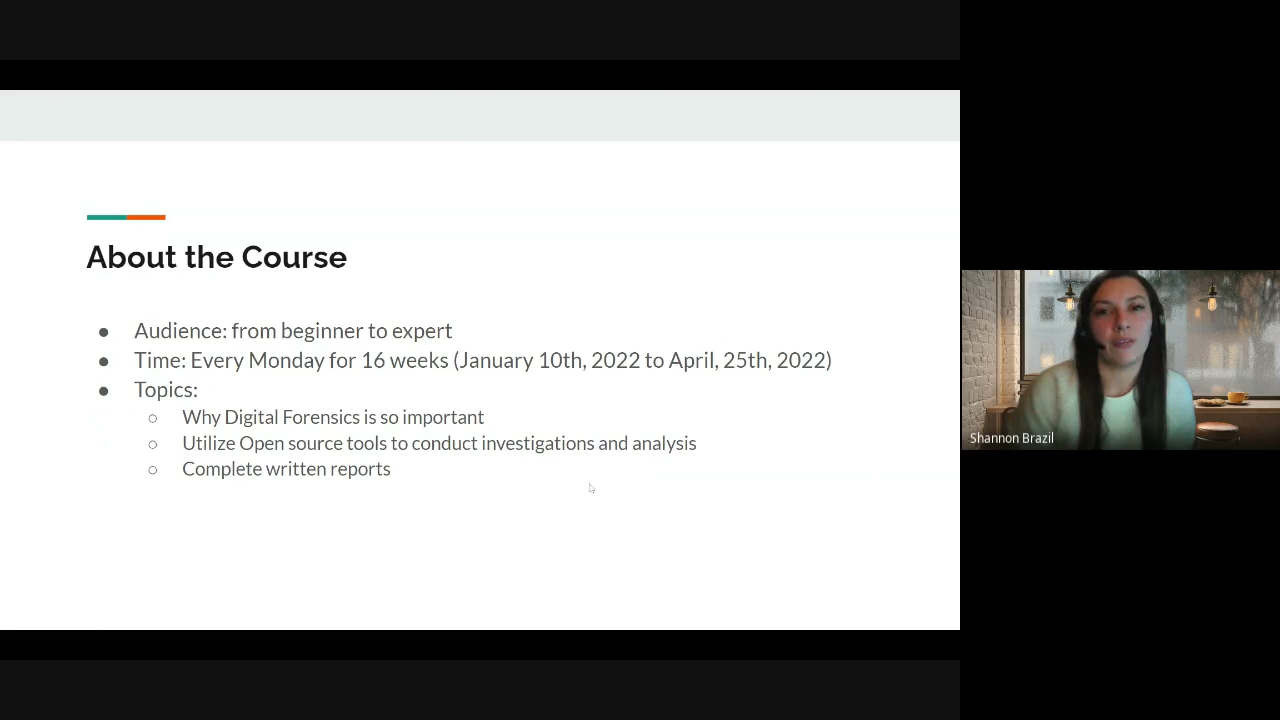 About the Course
● Audience: from beginner to expert
● Time: Every Monday for 16 weeks (January 10th, 2022 to April, 25th, 2022)
● Topics:
○ Why Digital Forensics is so important
○ Utilize Open source tools to conduct investigations and analysis
○ Complete written reports
Shannon Brazil